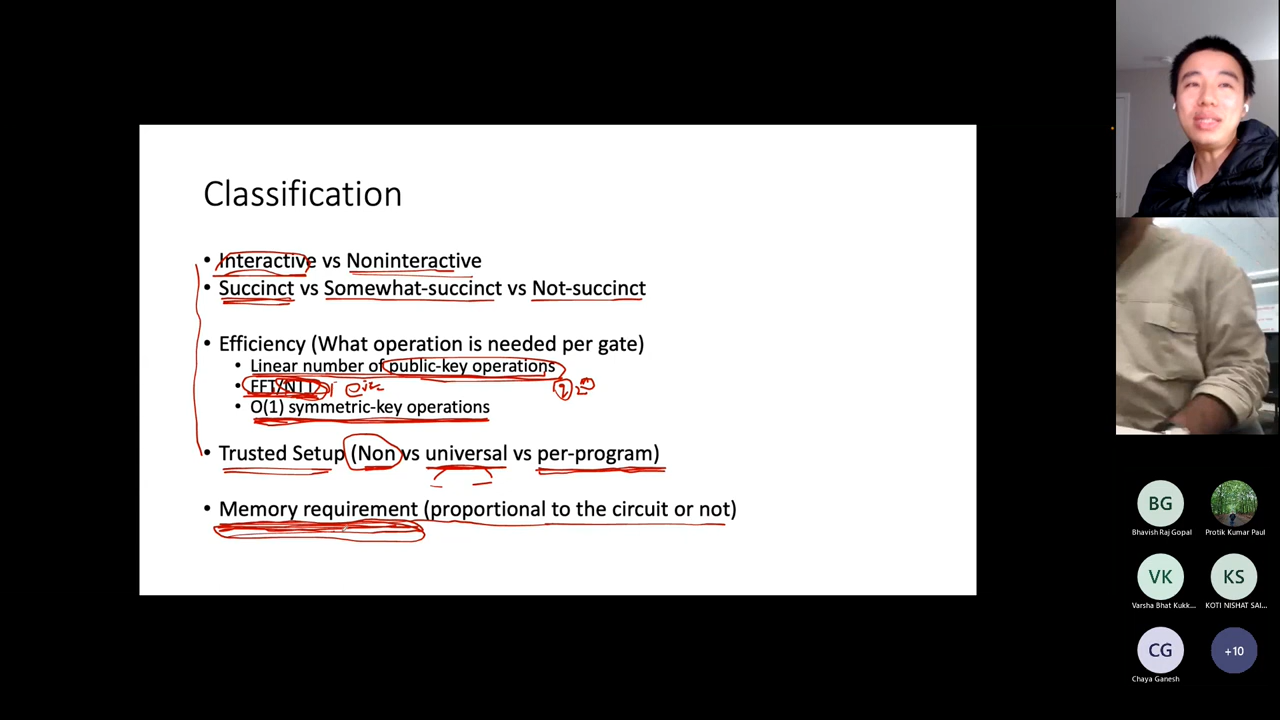 Classification
• Interactive vs Noninteractive
• Succinct vs Somewhat-succinct vs Not-succinct
• Efficiency (What operation is needed per gate)
• Linear number of public-key operations
• FFT/NTT
• O(1) symmetric-key operations
• Trusted Setup (Non vs universal vs per-program)
• Memory requirement (proportional to the circuit or not)
BG
Bhavish Raj Gopal
Protik Kumar Paul
VK
Varsha Bhat Kukk...
KS
KOTI NISHAT SAI...
CG
Chaya Ganesh
+10